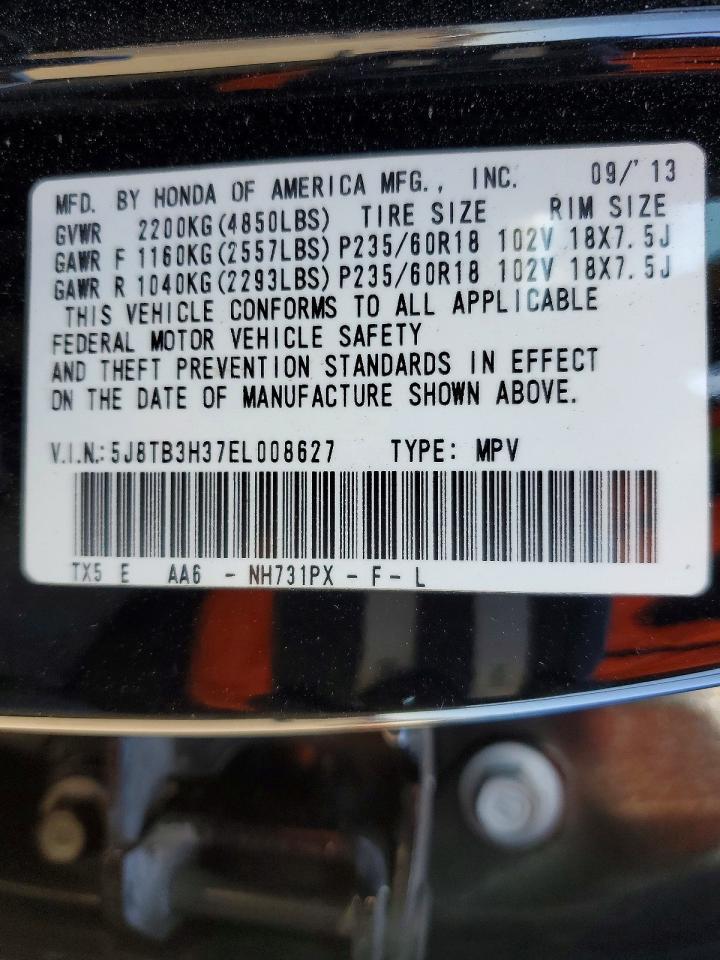 MFD. BY HONDA OF AMERICA MFG., INC. 09/'13
GVWR 2200KG(4850LBS) TIRE SIZE RIM SIZE
GAWR F 1160KG(2557LBS) P235/60R18 102V 18X7.5J
GAWR R 1040KG(2293LBS) P235/60R18 102V 18X7.5J
THIS VEHICLE CONFORMS TO ALL APPLICABLE
FEDERAL MOTOR VEHICLE SAFETY
AND THEFT PREVENTION STANDARDS IN EFFECT
ON THE DATE OF MANUFACTURE SHOWN ABOVE.
V.I.N.: 5J8TB3H37EL008627 TYPE: MPV
TX5 E AA6 - NH731PX - F - L